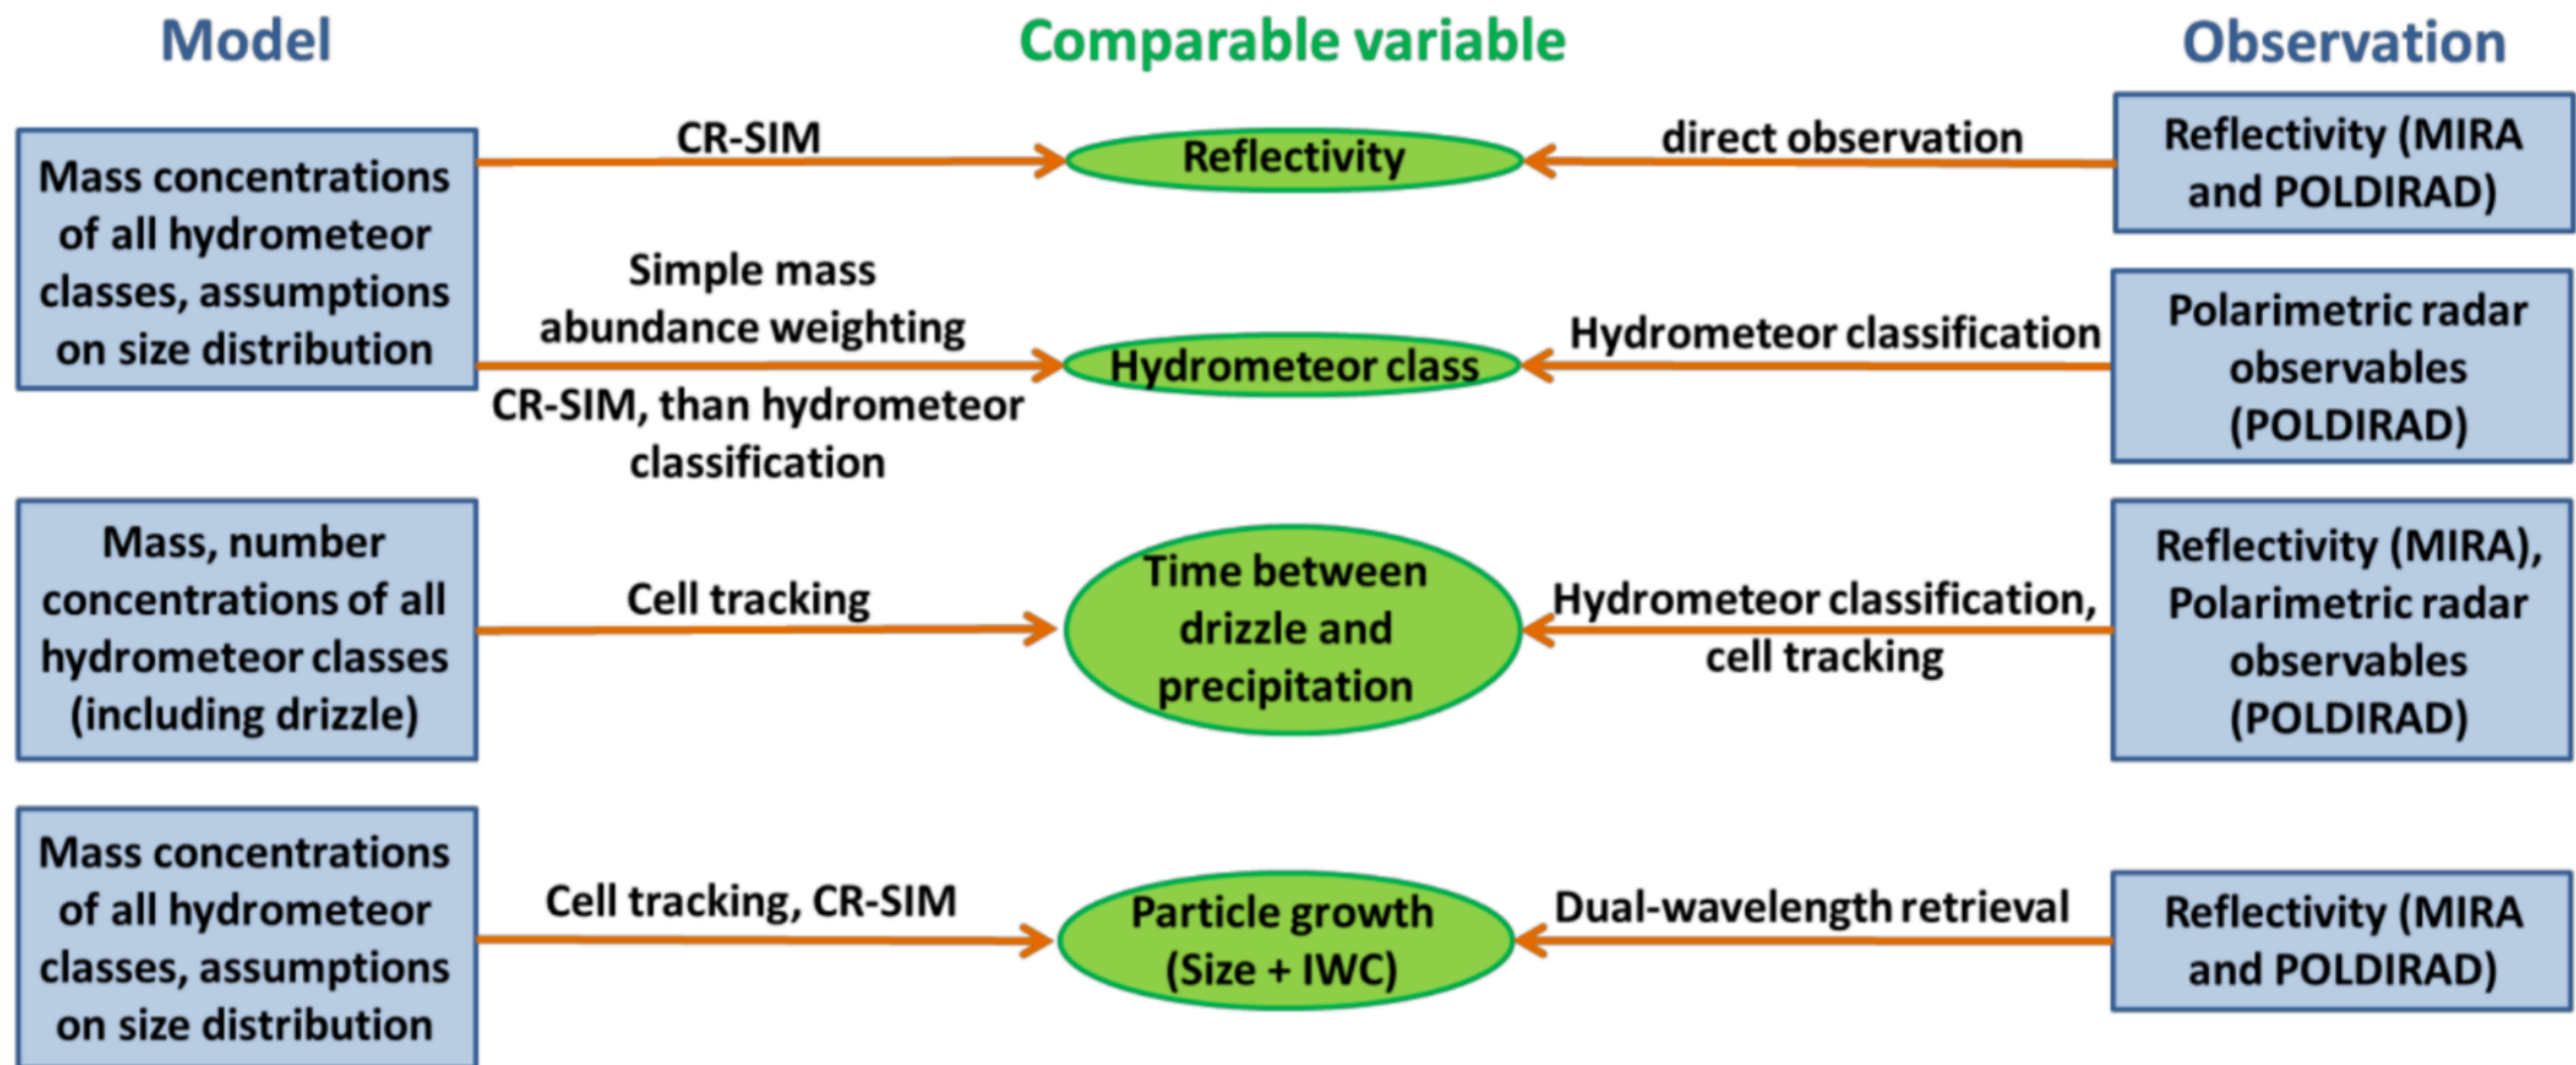 Model
Comparable variable
Observation
Mass concentrations
of all hydrometeor
classes, assumptions
on size distribution
CR-SIM
Reflectivity
direct observation
Reflectivity (MIRA
and POLDIRAD)
Simple mass
abundance weighting
CR-SIM, than hydrometeor
classification
Hydrometeor class
Hydrometeor classification
Polarimetric radar
observables
(POLDIRAD)
Mass, number
concentrations of all
hydrometeor classes
(including drizzle)
Cell tracking
Time between
drizzle and
precipitation
Hydrometeor classification,
cell tracking
Reflectivity (MIRA),
Polarimetric radar
observables
(POLDIRAD)
Mass concentrations
of all hydrometeor
classes, assumptions
on size distribution
Cell tracking, CR-SIM
Particle growth
(Size + IWC)
Dual-wavelength retrieval
Reflectivity (MIRA
and POLDIRAD)